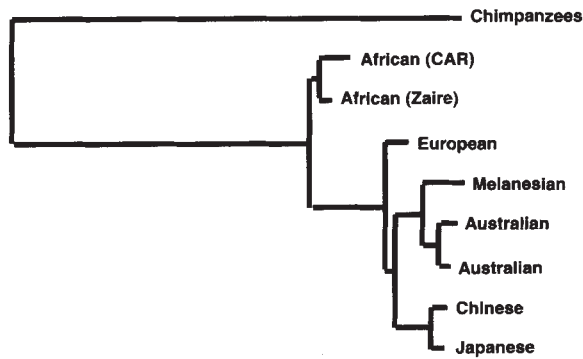 Chimpanzees
African (CAR)
African (Zaire)
European
Melanesian
Australian
Australian
Chinese
Japanese